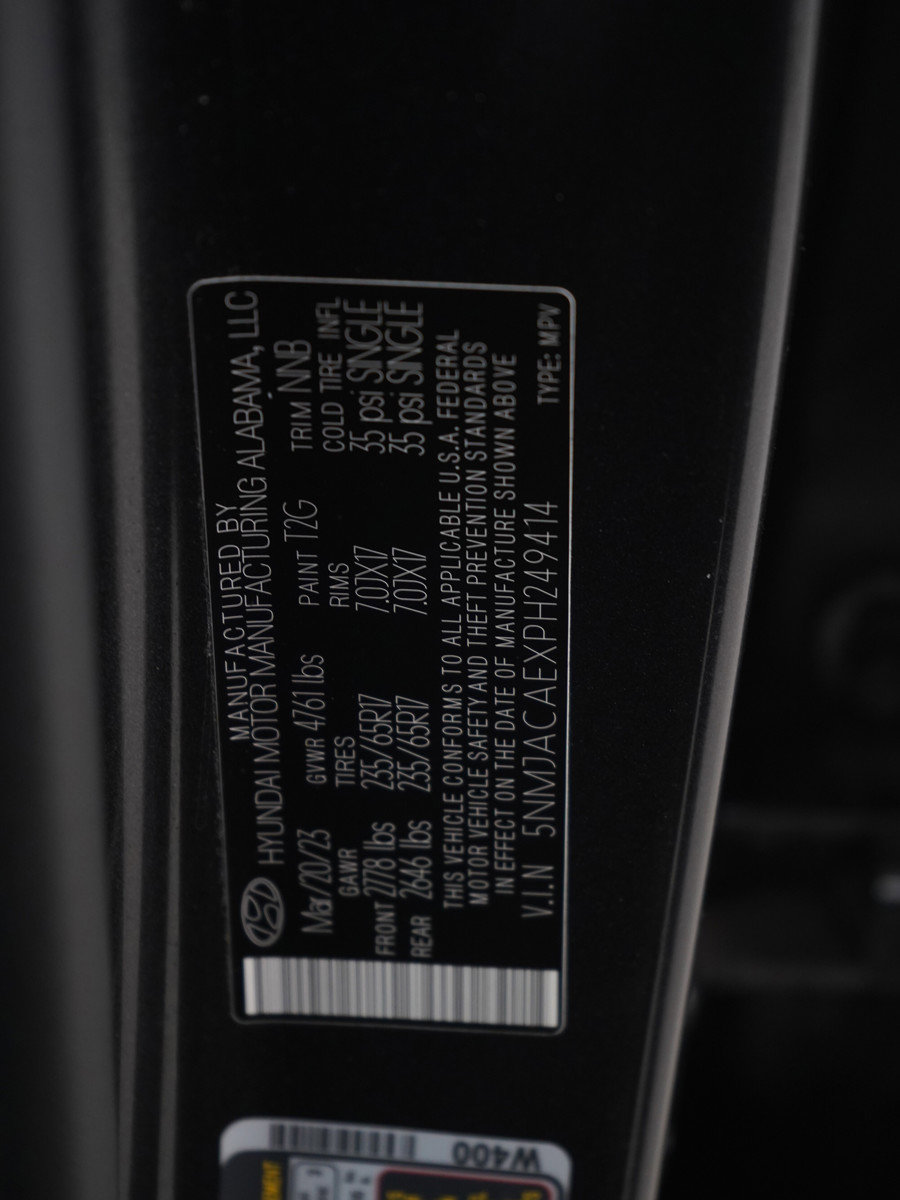 MANUFACTURED BY
HYUNDAI MOTOR MANUFACTURING ALABAMA, LLC
Mar/20/23 GVWR 4761 lbs PAINT T2G TRIM NNB
GAWR TIRES RIMS COLD TIRE INFL
FRONT 2778 lbs 235/65R17 7.0JX17 35 psi SINGLE
REAR 2646 lbs 235/65R17 7.0JX17 35 psi SINGLE
THIS VEHICLE CONFORMS TO ALL APPLICABLE U.S.A. FEDERAL
MOTOR VEHICLE SAFETY AND THEFT PREVENTION STANDARDS
IN EFFECT ON THE DATE OF MANUFACTURE SHOWN ABOVE
V.I.N 5NMJACAEXPH249414 TYPE: MPV
W400